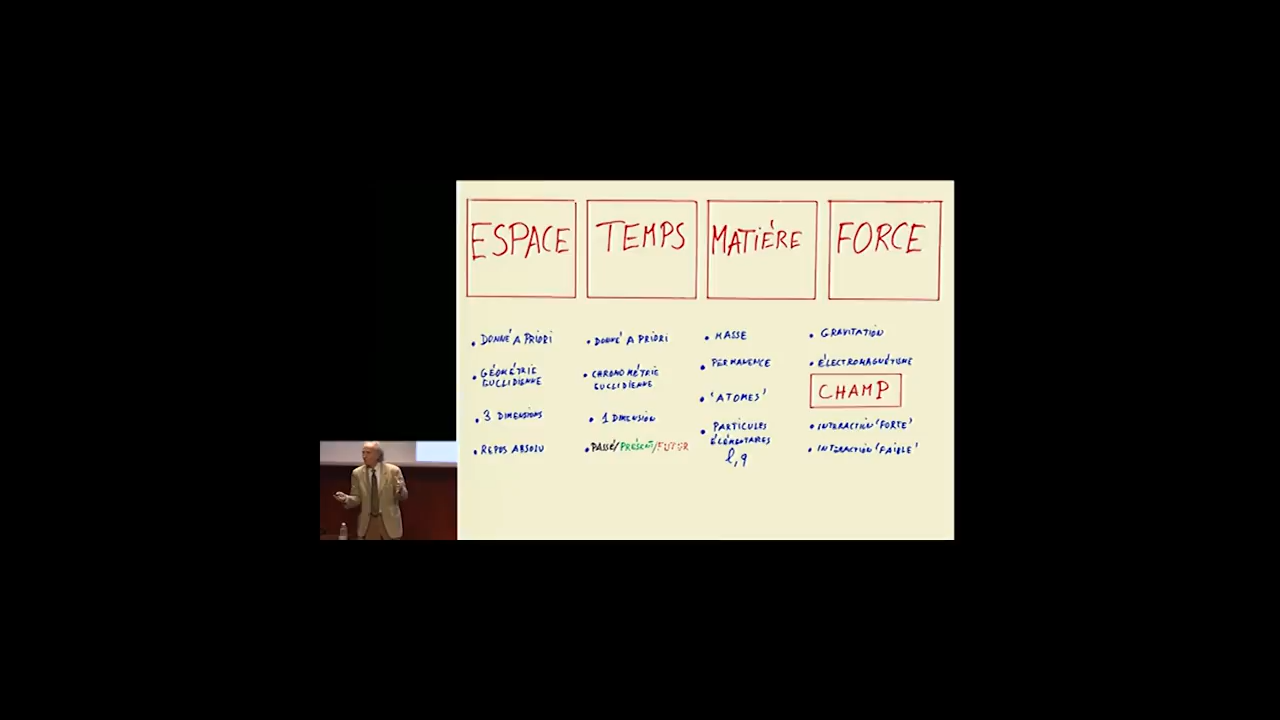 ESPACE
TEMPS
MATIÈRE
FORCE
• DONNÉ A PRIORI
• GÉOMÉTRIE
EUCLIDIENNE
• 3 DIMENSIONS
• REPOS ABSOLU
• DONNÉ A PRIORI
• CHRONOMÉTRIE
EUCLIDIENNE
• 1 DIMENSION
• PASSÉ/PRÉSENT/FUTUR
• MASSE
• PERMANENCE
• 'ATOMES'
• PARTICULES
ÉLÉMENTAIRES
l, q
• GRAVITATION
• ÉLECTROMAGNÉTISME
CHAMP
• INTERACTION 'FORTE'
• INTERACTION 'FAIBLE'